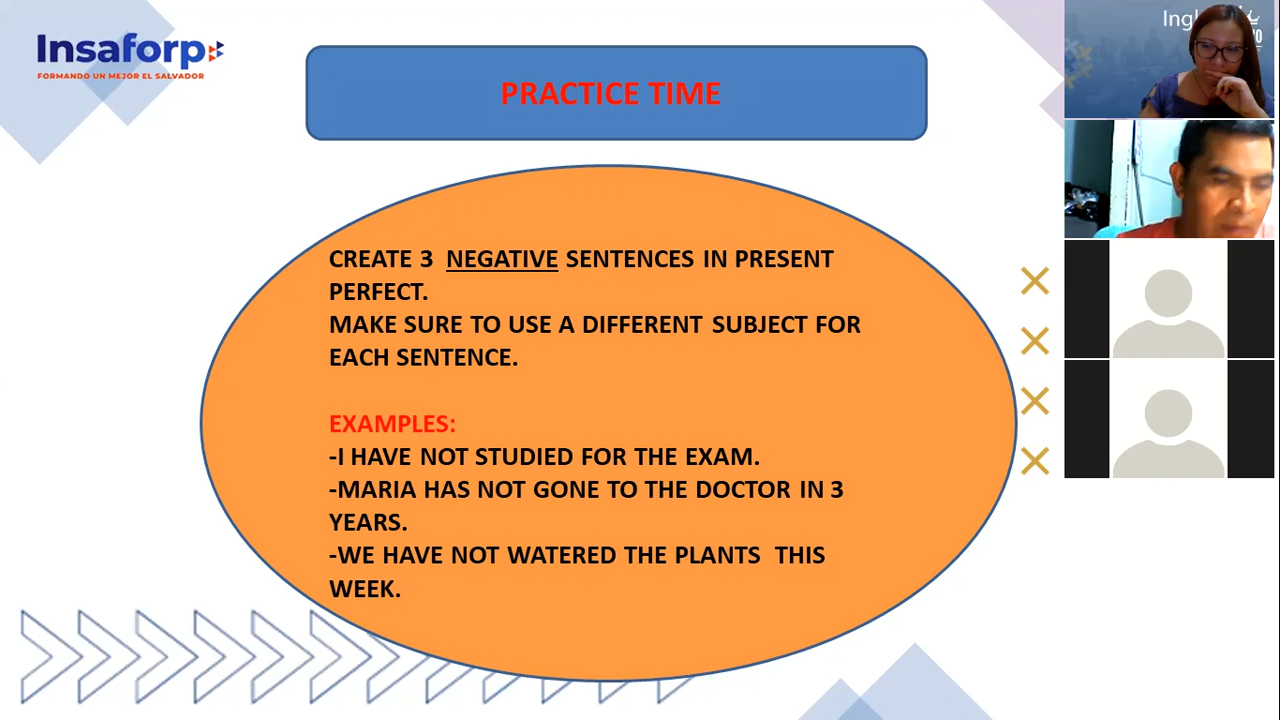 Insaforp
FORMANDO UN MEJOR EL SALVADOR
PRACTICE TIME
CREATE 3 NEGATIVE SENTENCES IN PRESENT
PERFECT.
MAKE SURE TO USE A DIFFERENT SUBJECT FOR
EACH SENTENCE.
EXAMPLES:
-I HAVE NOT STUDIED FOR THE EXAM.
-MARIA HAS NOT GONE TO THE DOCTOR IN 3
YEARS.
-WE HAVE NOT WATERED THE PLANTS THIS
WEEK.